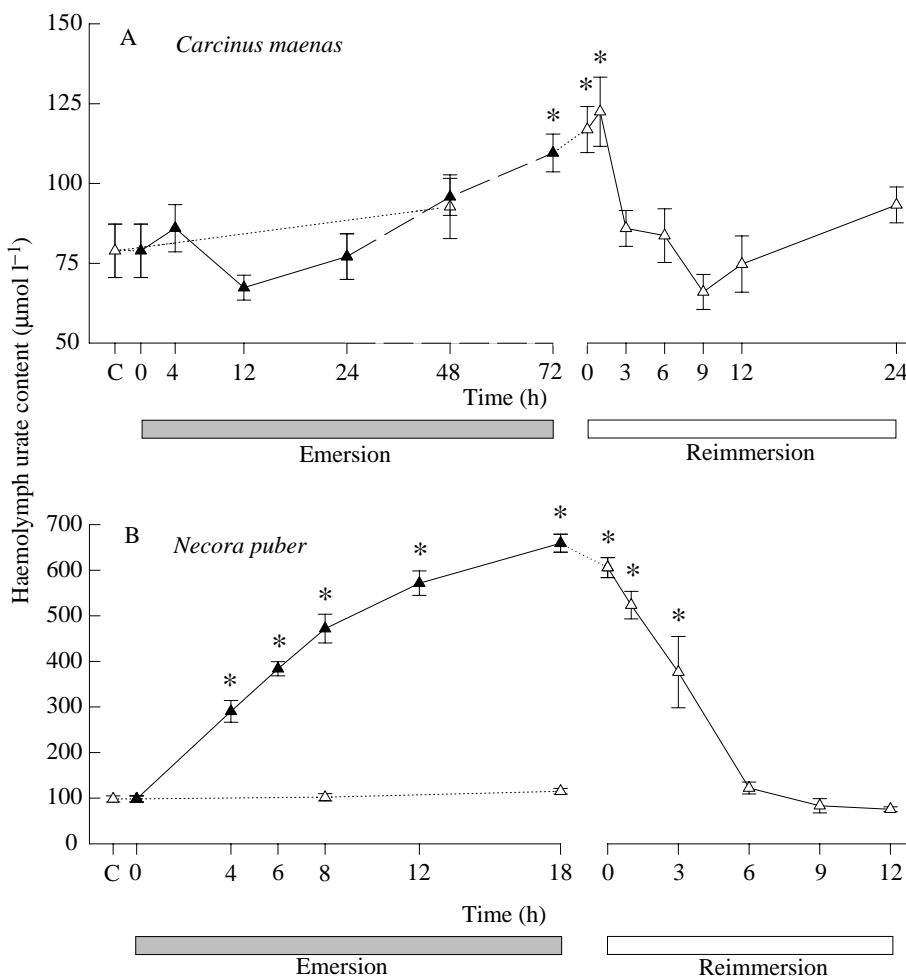 Haemolymph urate content (µmol l⁻¹)
A Carcinus maenas
150
125
100
75
50
* * *
C 0 4 12 24 48 72 0 3 6 9 12 24
Time (h)
Emersion Reimmersion
B Necora puber
700
600
500
400
300
200
100
0
* * * * * * * *
C 0 4 6 8 12 18 0 3 6 9 12
Time (h)
Emersion Reimmersion